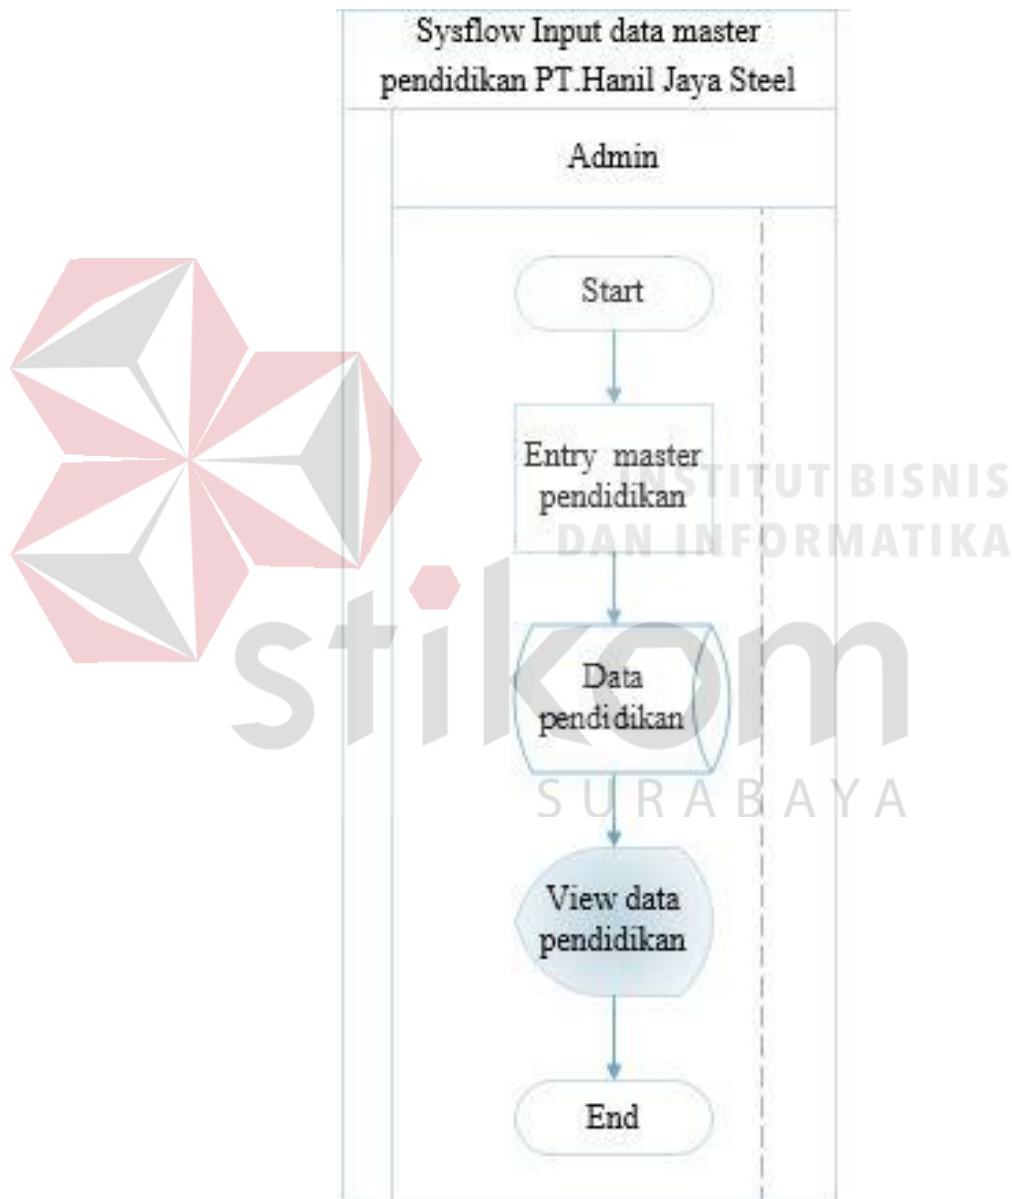 Sysflow Input data master
pendidikan PT.Hanil Jaya Steel
Admin
Start
Entry master
pendidikan
INSTITUT BISNIS
DAN INFORMATIKA
stikom
SURABAYA
Data
pendidikan
View data
pendidikan
End